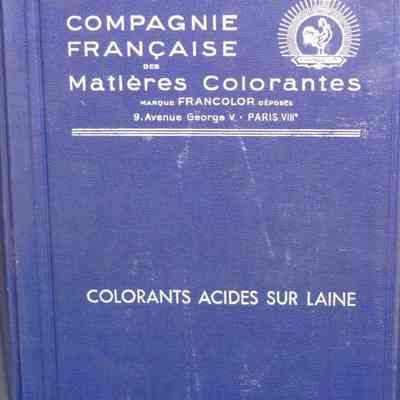 COMPAGNIE
FRANÇAISE
DES
Matières Colorantes
MARQUE FRANCOLOR DÉPOSÉE
9. Avenue George V · PARIS VIIIᵉ
COLORANTS ACIDES SUR LAINE